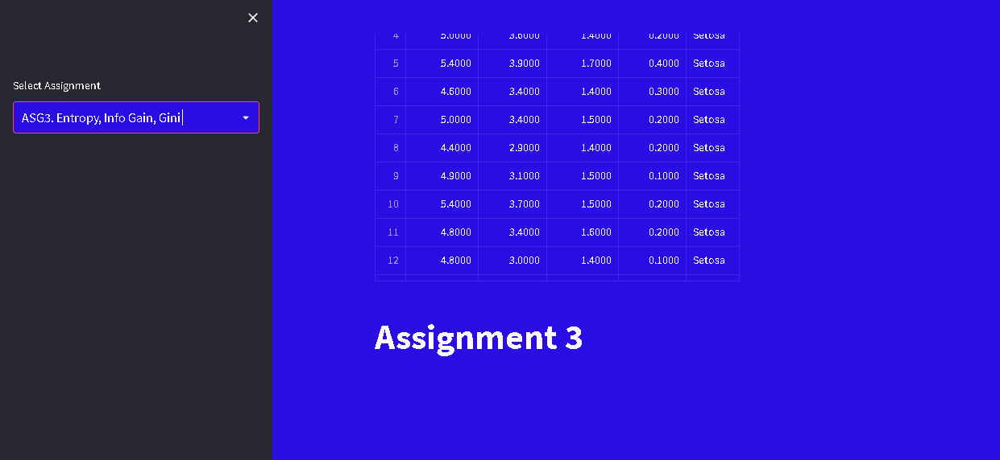 Select Assignment
ASG3. Entropy, Info Gain, Gini
4 5.0000 3.6000 1.4000 0.2000 Setosa
5 5.4000 3.9000 1.7000 0.4000 Setosa
6 4.6000 3.4000 1.4000 0.3000 Setosa
7 5.0000 3.4000 1.5000 0.2000 Setosa
8 4.4000 2.9000 1.4000 0.2000 Setosa
9 4.9000 3.1000 1.5000 0.1000 Setosa
10 5.4000 3.7000 1.5000 0.2000 Setosa
11 4.8000 3.4000 1.6000 0.2000 Setosa
12 4.8000 3.0000 1.4000 0.1000 Setosa
Assignment 3